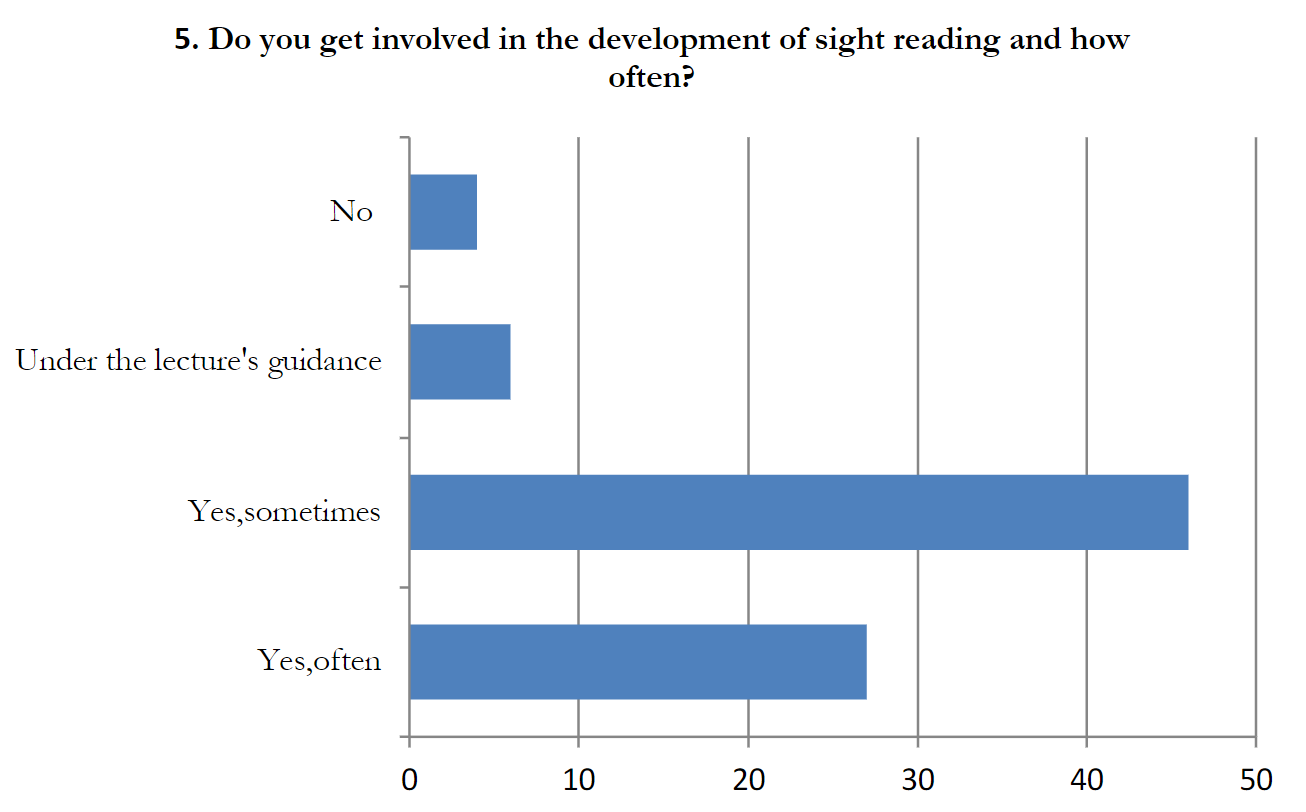 5. Do you get involved in the development of sight reading and how
often?
No
Under the lecture's guidance
Yes,sometimes
Yes,often
0 10 20 30 40 50